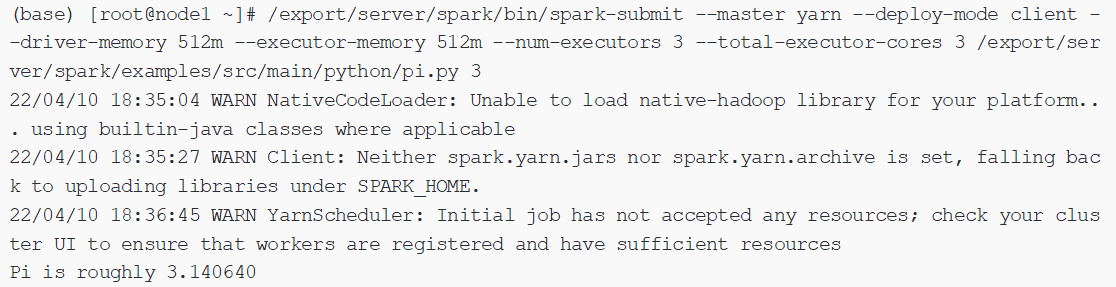 (base) [root@node1 ~]# /export/server/spark/bin/spark-submit --master yarn --deploy-mode client -
-driver-memory 512m --executor-memory 512m --num-executors 3 --total-executor-cores 3 /export/ser
ver/spark/examples/src/main/python/pi.py 3
22/04/10 18:35:04 WARN NativeCodeLoader: Unable to load native-hadoop library for your platform..
. using builtin-java classes where applicable
22/04/10 18:35:27 WARN Client: Neither spark.yarn.jars nor spark.yarn.archive is set, falling bac
k to uploading libraries under SPARK_HOME.
22/04/10 18:36:45 WARN YarnScheduler: Initial job has not accepted any resources; check your clus
ter UI to ensure that workers are registered and have sufficient resources
Pi is roughly 3.140640